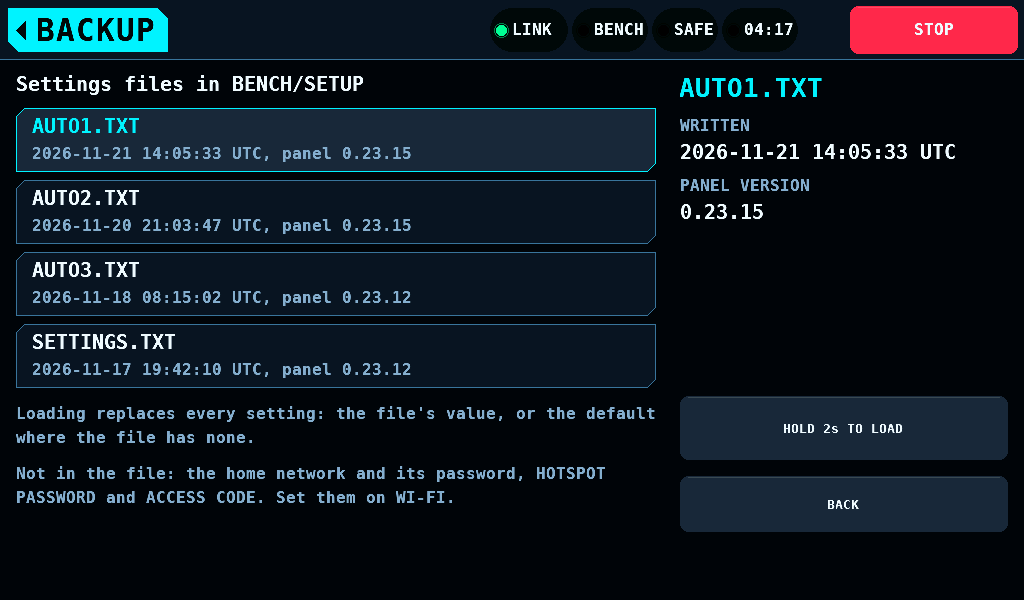 BACKUP
LINK
BENCH
SAFE
04:17
STOP
Settings files in BENCH/SETUP
AUTO1.TXT
2026-11-21 14:05:33 UTC, panel 0.23.15
AUTO2.TXT
2026-11-20 21:03:47 UTC, panel 0.23.15
AUTO3.TXT
2026-11-18 08:15:02 UTC, panel 0.23.12
SETTINGS.TXT
2026-11-17 19:42:10 UTC, panel 0.23.12
Loading replaces every setting: the file's value, or the default
where the file has none.
Not in the file: the home network and its password, HOTSPOT
PASSWORD and ACCESS CODE. Set them on WI-FI.
AUTO1.TXT
WRITTEN
2026-11-21 14:05:33 UTC
PANEL VERSION
0.23.15
HOLD 2s TO LOAD
BACK